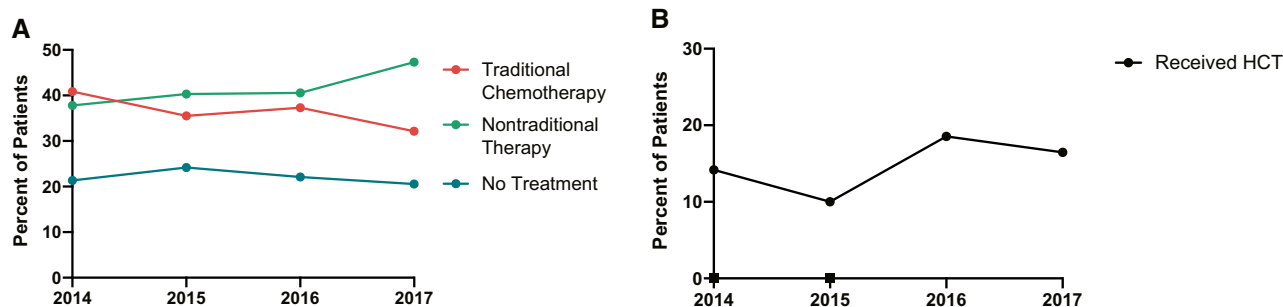 A
Percent of Patients
50
40
30
20
10
0
2014 2015 2016 2017
Traditional
Chemotherapy
Nontraditional
Therapy
No Treatment
B
Percent of Patients
30
20
10
0
2014 2015 2016 2017
Received HCT